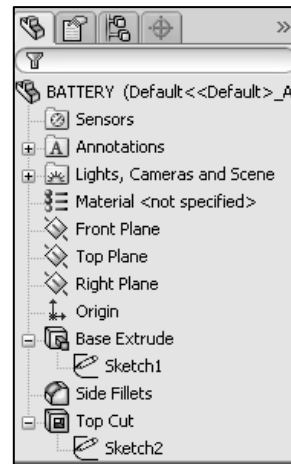 BATTERY (Default<<Default>_A
Sensors
Annotations
Lights, Cameras and Scene
Material <not specified>
Front Plane
Top Plane
Right Plane
Origin
Base Extrude
Sketch1
Side Fillets
Top Cut
Sketch2